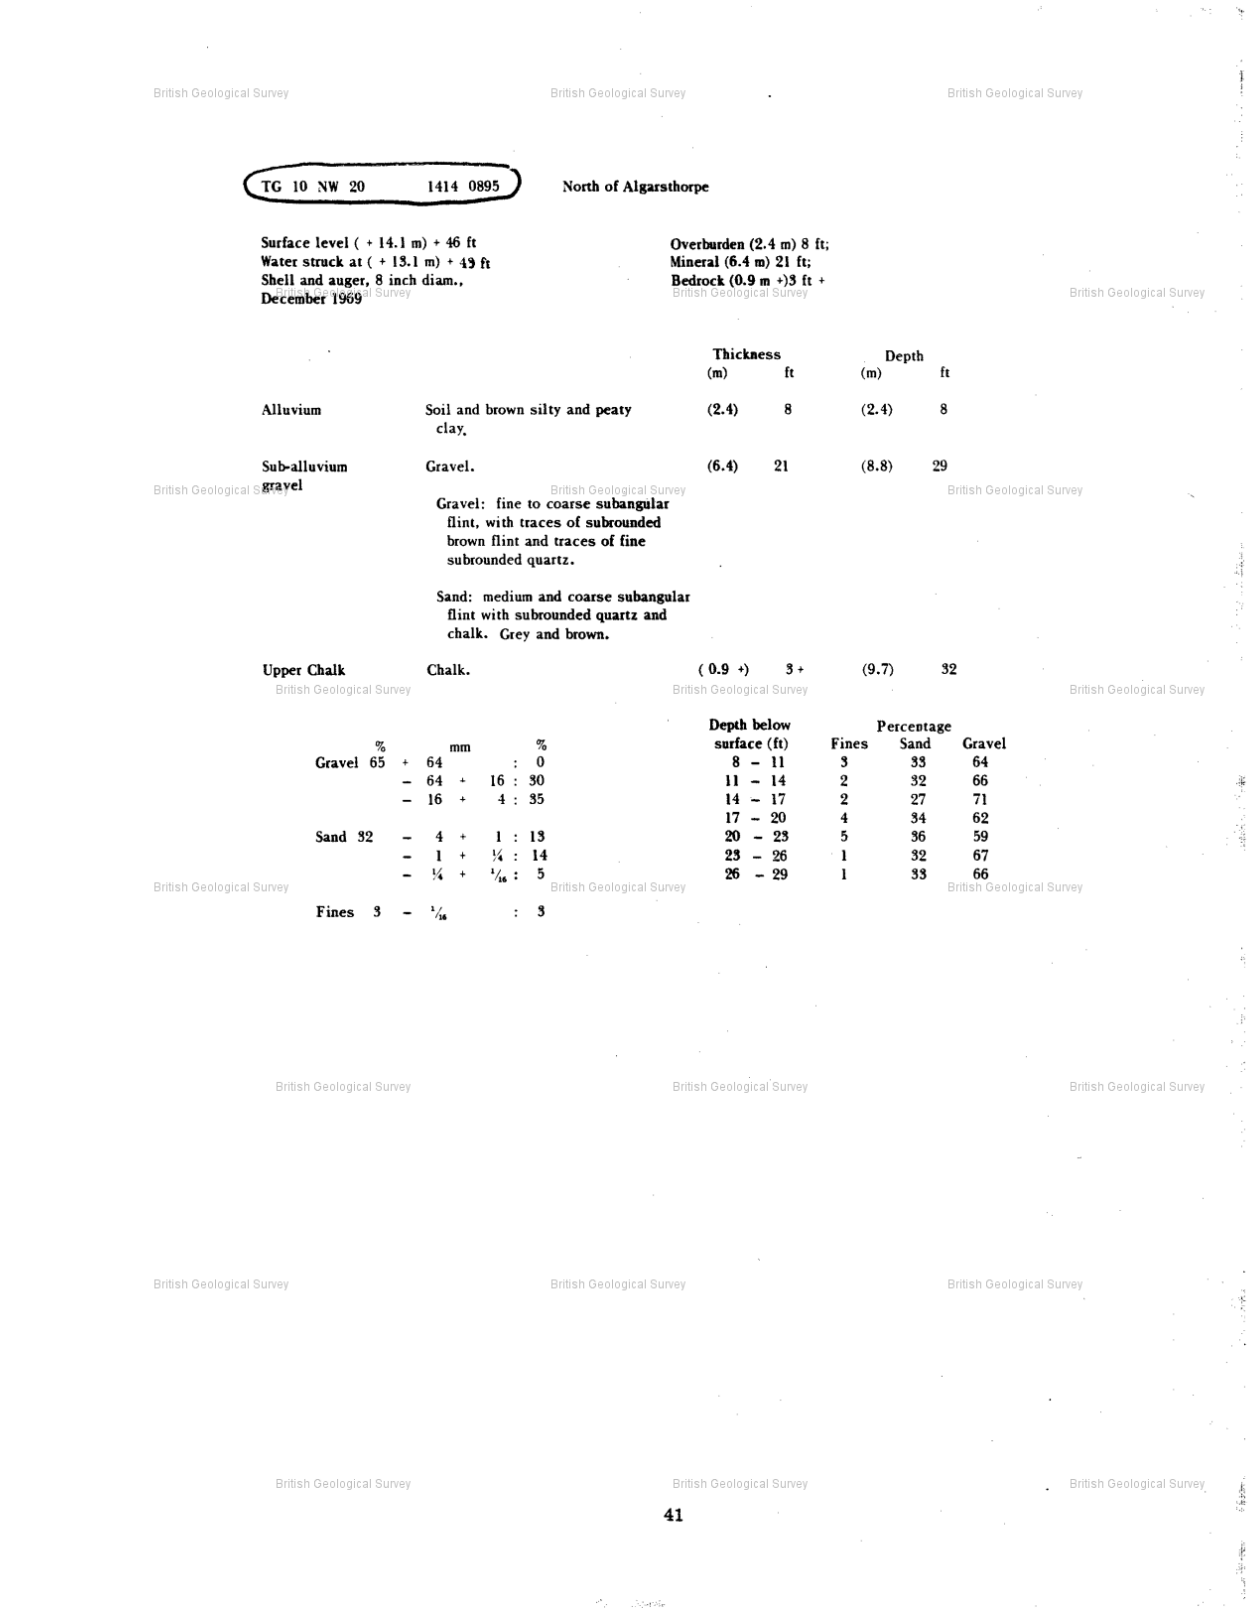 British Geological Survey British Geological Survey British Geological Survey
TG 10 NW 20 1414 0895 North of Algarsthorpe
Surface level ( + 14.1 m) + 46 ft Overburden (2.4 m) 8 ft;
Water struck at ( + 13.1 m) + 43 ft Mineral (6.4 m) 21 ft;
Shell and auger, 8 inch diam., Bedrock (0.9 m +)3 ft +
British Geological Survey British Geological Survey British Geological Survey
December 1969
Thickness Depth
(m) ft (m) ft
Alluvium Soil and brown silty and peaty (2.4) 8 (2.4) 8
clay.
Sub-alluvium Gravel. (6.4) 21 (8.8) 29
gravel
British Geological Survey British Geological Survey British Geological Survey
Gravel: fine to coarse subangular
flint, with traces of subrounded
brown flint and traces of fine
subrounded quartz.
Sand: medium and coarse subangular
flint with subrounded quartz and
chalk. Grey and brown.
Upper Chalk Chalk. ( 0.9 +) 3 + (9.7) 32
British Geological Survey British Geological Survey British Geological Survey
Depth below Percentage
% mm % surface (ft) Fines Sand Gravel
Gravel 65 + 64 : 0 8 – 11 3 33 64
– 64 + 16 : 30 11 – 14 2 32 66
– 16 + 4 : 35 14 – 17 2 27 71
17 – 20 4 34 62
Sand 32 – 4 + 1 : 13 20 – 23 5 36 59
– 1 + ¼ : 14 23 – 26 1 32 67
– ¼ + 1/16 : 5 26 – 29 1 33 66
British Geological Survey British Geological Survey British Geological Survey
Fines 3 – 1/16 : 3
British Geological Survey British Geological Survey British Geological Survey
British Geological Survey British Geological Survey British Geological Survey
British Geological Survey British Geological Survey British Geological Survey
41